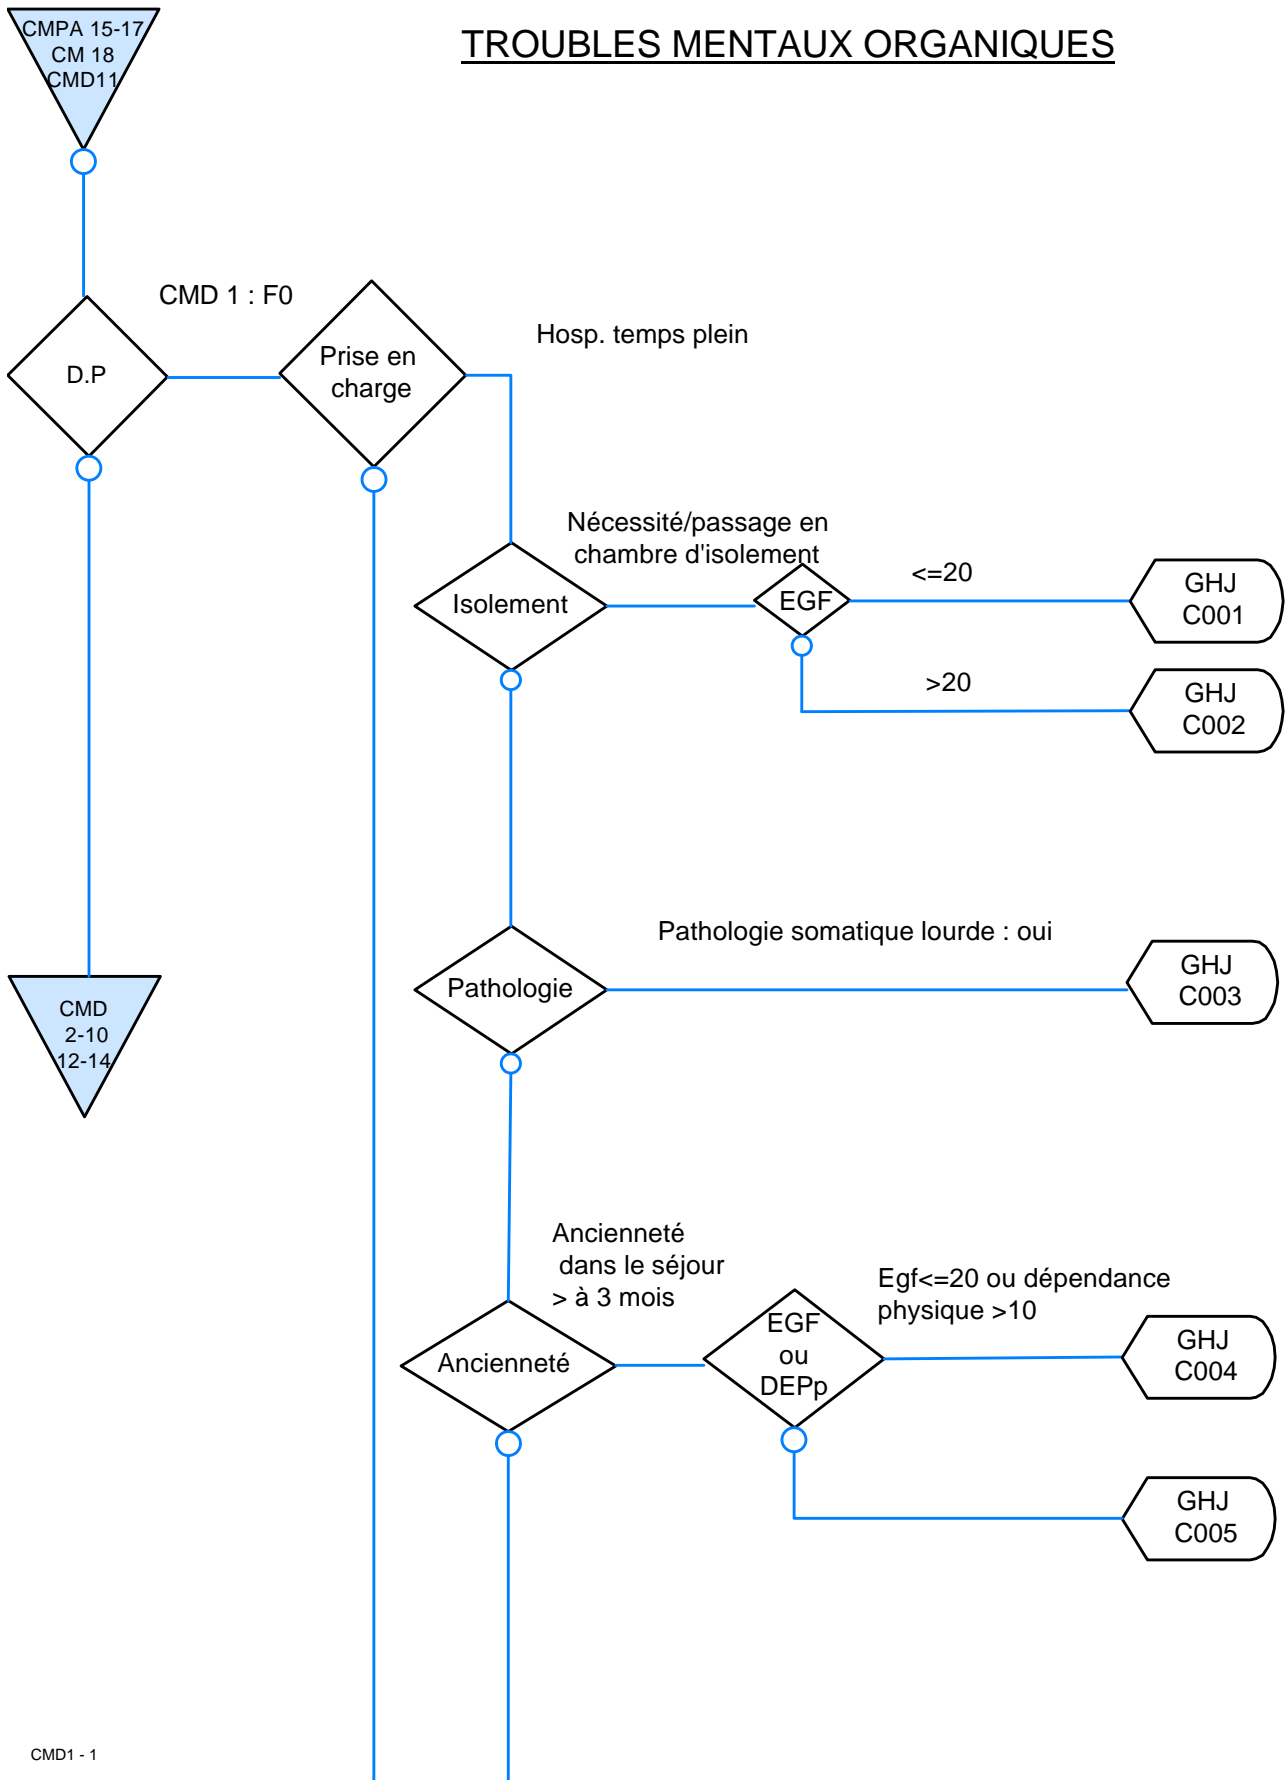 CMPA 15-17
CM 18
CMD11
TROUBLES MENTAUX ORGANIQUES
CMD 1 : F0
D.P
Prise en
charge
Hosp. temps plein
Nécessité/passage en
chambre d'isolement
Isolement
EGF
<=20
GHJ
C001
>20
GHJ
C002
Pathologie somatique lourde : oui
Pathologie
GHJ
C003
CMD
2-10
12-14
Ancienneté
dans le séjour
> à 3 mois
Ancienneté
EGF
ou
DEPp
Egf<=20 ou dépendance
physique >10
GHJ
C004
GHJ
C005
CMD1 - 1